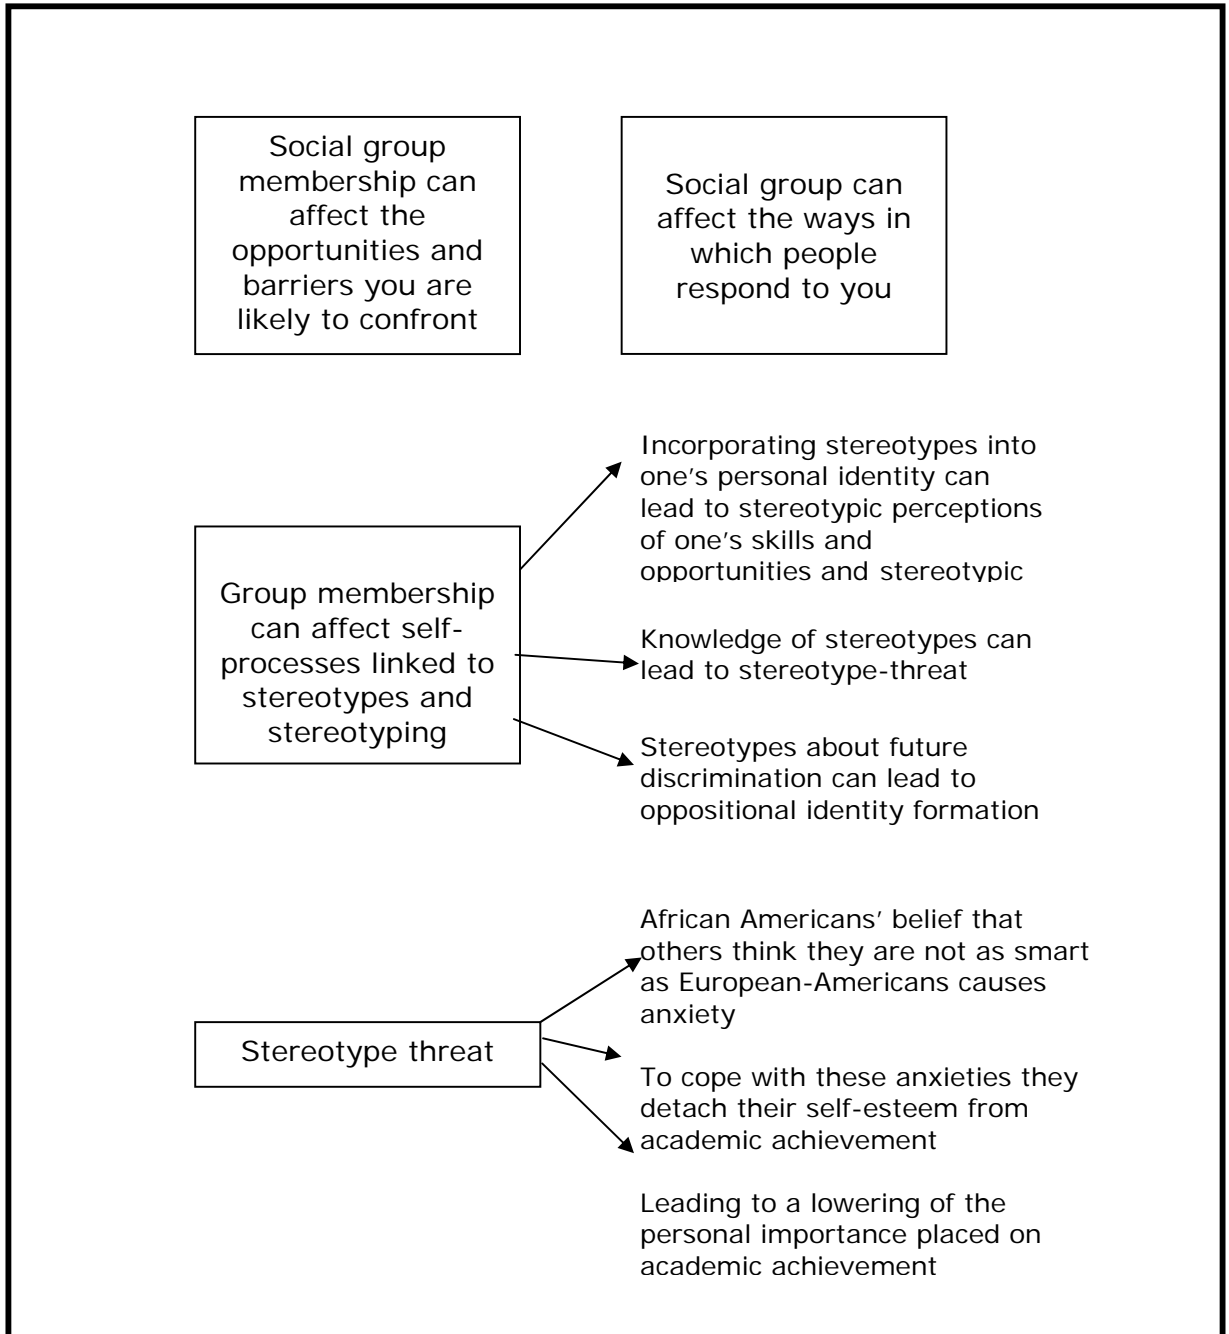 Social group
membership can
affect the
opportunities and
barriers you are
likely to confront
Social group can
affect the ways in
which people
respond to you
Incorporating stereotypes into
one's personal identity can
lead to stereotypic perceptions
of one's skills and
opportunities and stereotypic
Group membership
can affect self-
processes linked to
stereotypes and
stereotyping
Knowledge of stereotypes can
lead to stereotype-threat
Stereotypes about future
discrimination can lead to
oppositional identity formation
African Americans' belief that
others think they are not as smart
as European-Americans causes
anxiety
Stereotype threat
To cope with these anxieties they
detach their self-esteem from
academic achievement
Leading to a lowering of the
personal importance placed on
academic achievement